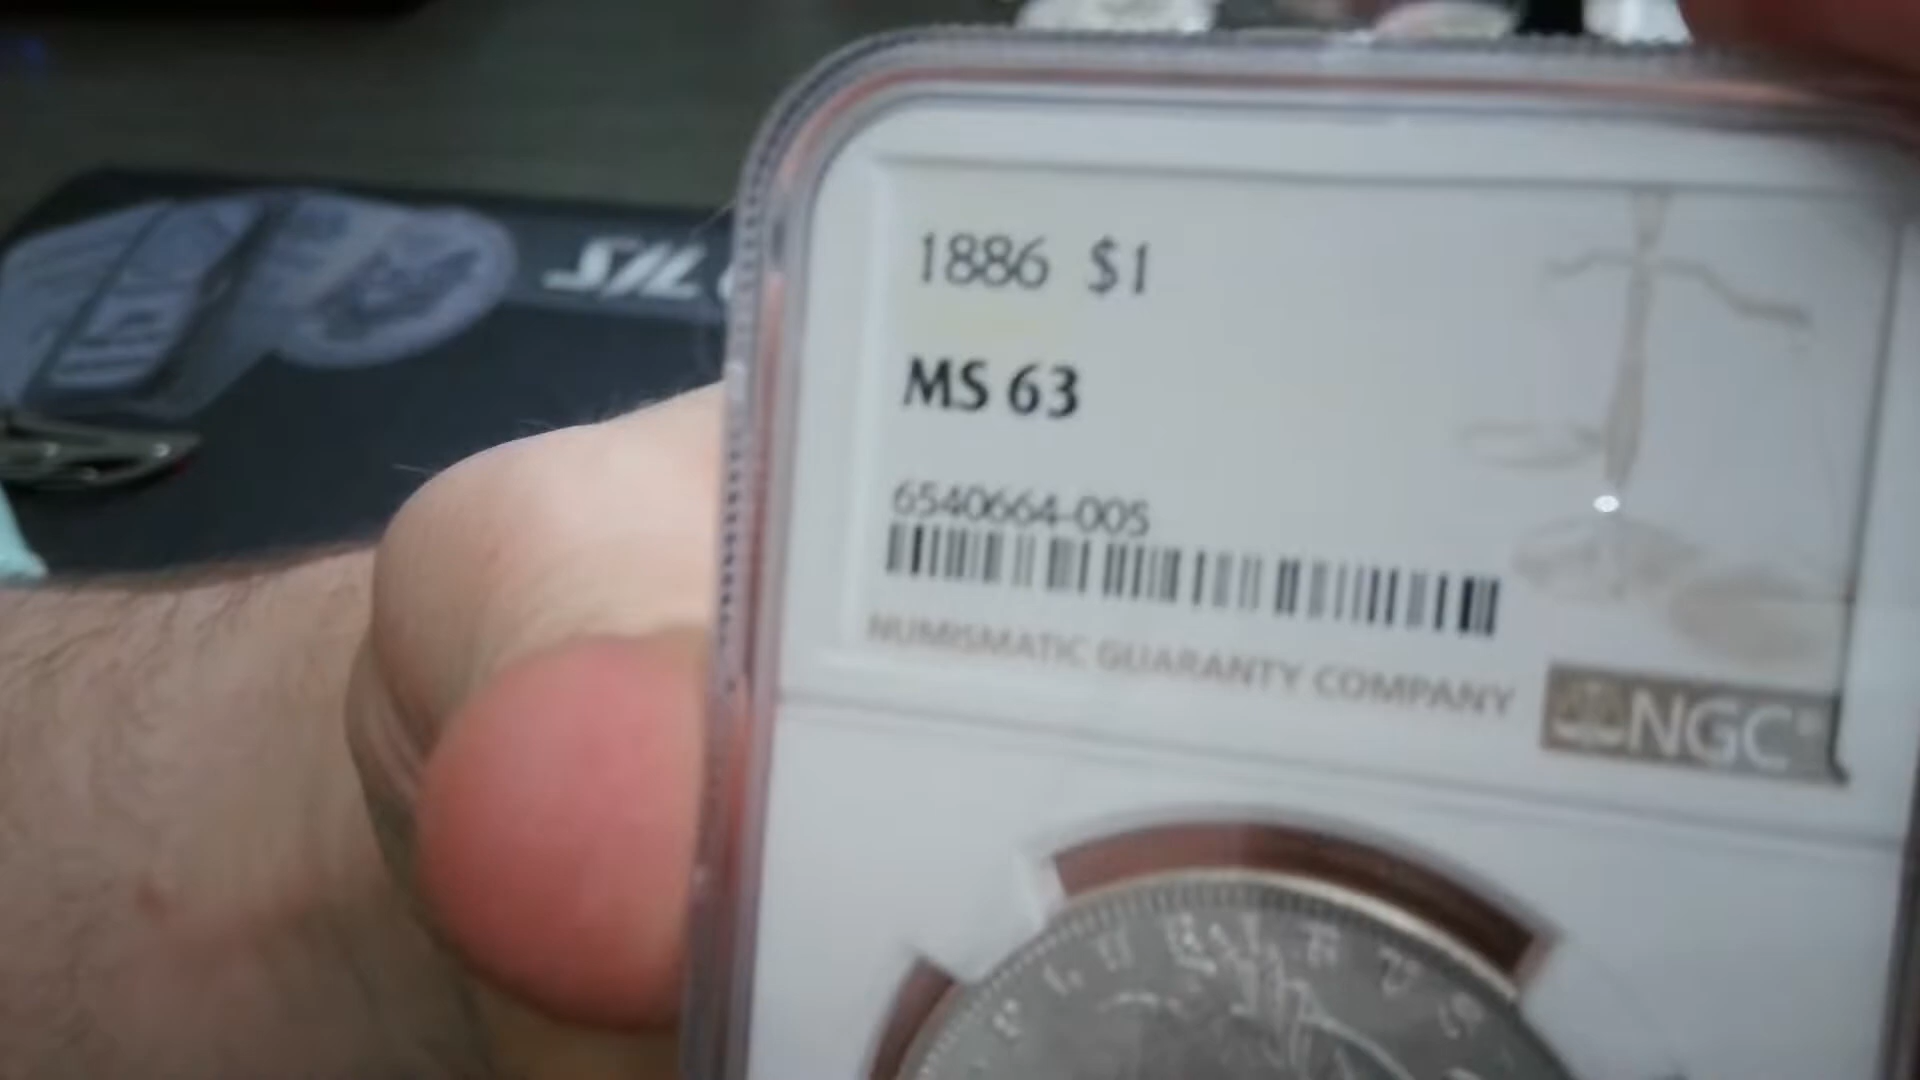 1886 $1
MS 63
6540664-005
NUMISMATIC GUARANTY COMPANY
NGC